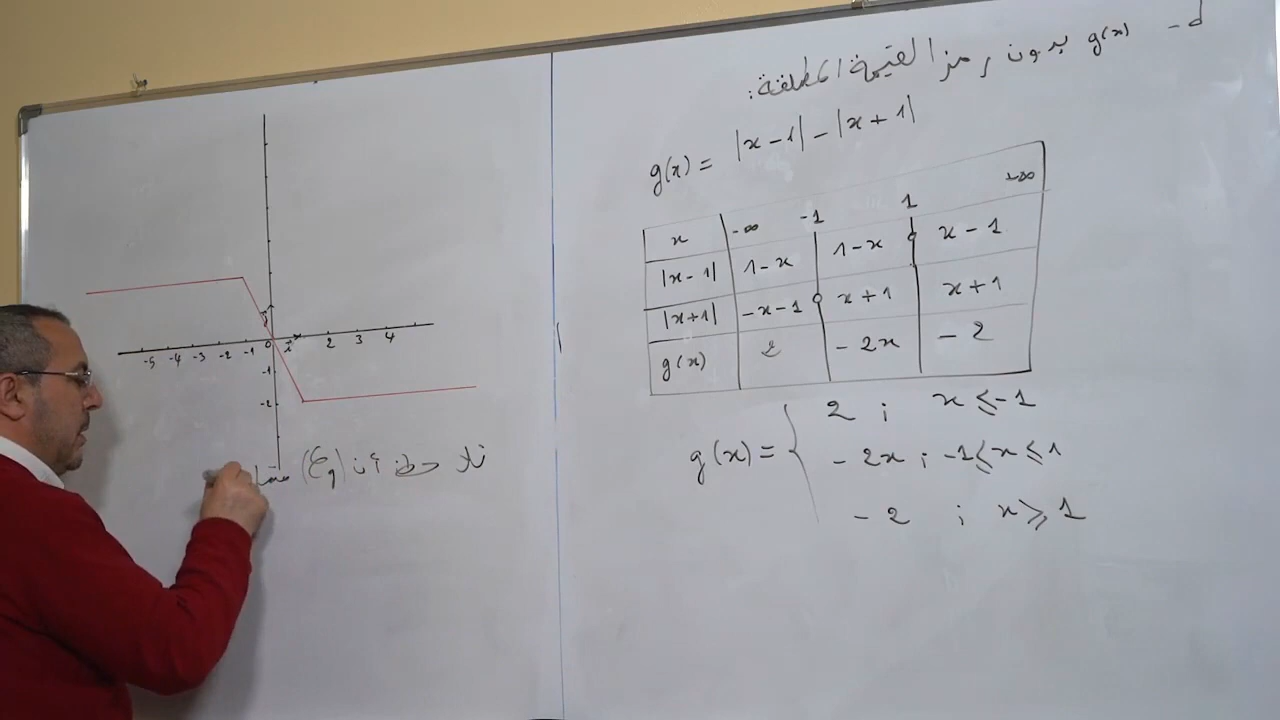 d - g(x) بدون رمز القيمة المطلقة:
g(x) = |x - 1| - |x + 1|
x -∞ -1 1 +∞
|x - 1| 1 - x 1 - x x - 1
|x + 1| -x - 1 x + 1 x + 1
g(x) 2 - 2x - 2
g(x) = { 2 ; x ⩽ -1
- 2x ; -1 ⩽ x ⩽ 1
- 2 ; x ⩾ 1
-5 -4 -3 -2 -1 0 i 2 3 4
j
-1
-2
نلاحظ أن (Cg)